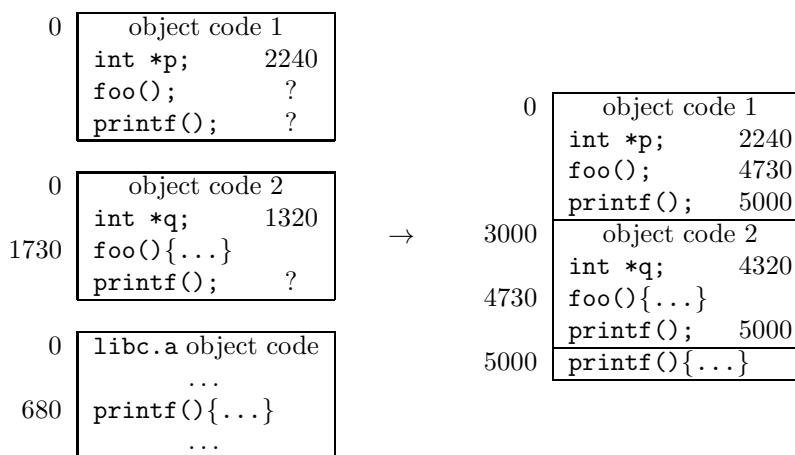 0 object code 1
int *p; 2240
foo(); ?
printf(); ?
0 object code 2
int *q; 1320
1730 foo(){...}
printf(); ?
0 libc.a object code
...
680 printf(){...}
...
→
0 object code 1
int *p; 2240
foo(); 4730
printf(); 5000
3000 object code 2
int *q; 4320
4730 foo(){...}
printf(); 5000
5000 printf(){...}